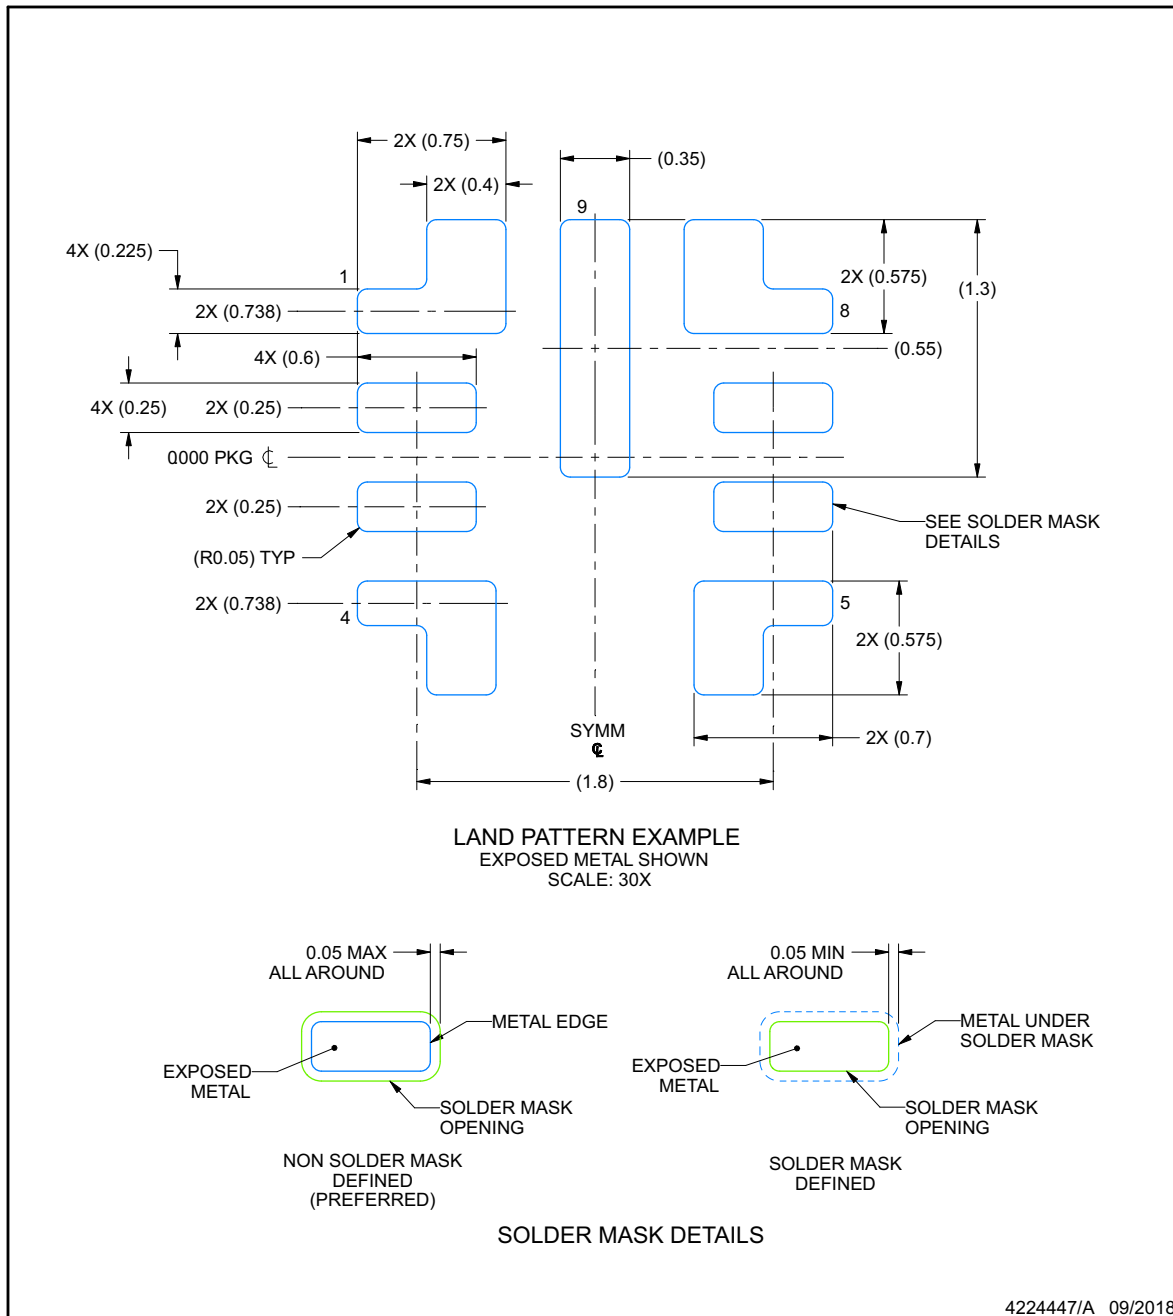 2X (0.75)
(0.35)
2X (0.4)
9
4X (0.225)
1
2X (0.575)
(1.3)
2X (0.738)
8
(0.55)
4X (0.6)
4X (0.25)
2X (0.25)
0.000 PKG ℄
2X (0.25)
SEE SOLDER MASK
DETAILS
(R0.05) TYP
2X (0.738)
4
5
2X (0.575)
SYMM
℄
2X (0.7)
(1.8)
LAND PATTERN EXAMPLE
EXPOSED METAL SHOWN
SCALE: 30X
0.05 MAX
ALL AROUND
0.05 MIN
ALL AROUND
METAL EDGE
METAL UNDER
SOLDER MASK
EXPOSED
METAL
EXPOSED
METAL
SOLDER MASK
OPENING
SOLDER MASK
OPENING
NON SOLDER MASK
DEFINED
(PREFERRED)
SOLDER MASK
DEFINED
SOLDER MASK DETAILS
4224447/A 09/2018